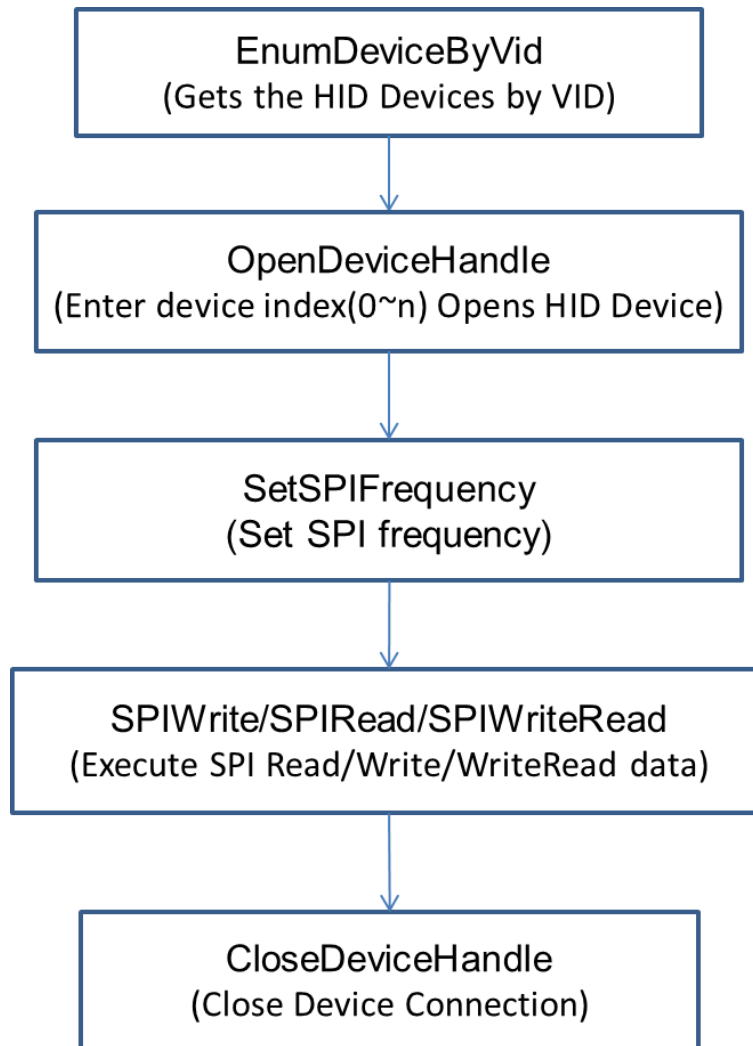 EnumDeviceByVid
(Gets the HID Devices by VID)
OpenDeviceHandle
(Enter device index(0~n) Opens HID Device)
SetSPIFrequency
(Set SPI frequency)
SPIWrite/SPIRead/SPIWriteRead
(Execute SPI Read/Write/WriteRead data)
CloseDeviceHandle
(Close Device Connection)